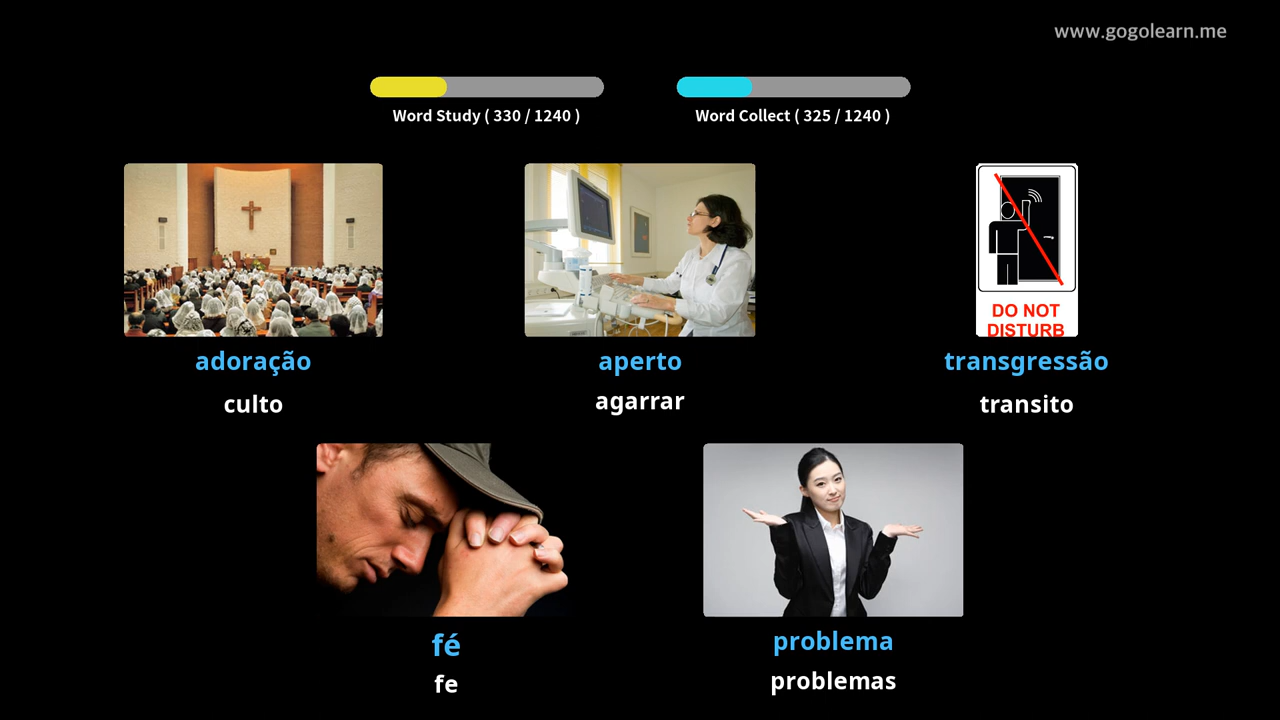 www.gogolearn.me
Word Study ( 330 / 1240 )
Word Collect ( 325 / 1240 )
DO NOT
DISTURB
adoração
aperto
transgressão
culto
agarrar
transito
fé
problema
fe
problemas